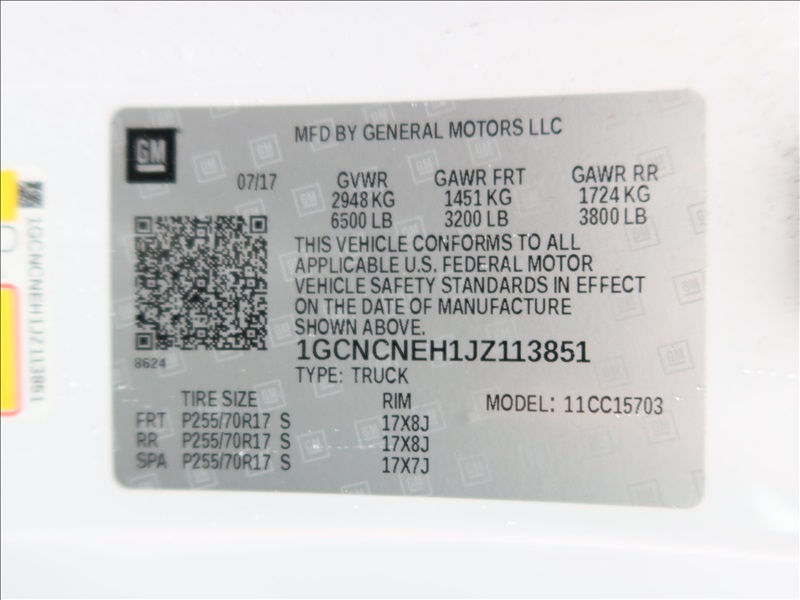 GM
MFD BY GENERAL MOTORS LLC
07/17
GVWR GAWR FRT GAWR RR
2948 KG 1451 KG 1724 KG
6500 LB 3200 LB 3800 LB
THIS VEHICLE CONFORMS TO ALL
APPLICABLE U.S. FEDERAL MOTOR
VEHICLE SAFETY STANDARDS IN EFFECT
ON THE DATE OF MANUFACTURE
SHOWN ABOVE.
8624
1GCNCNEH1JZ113851
TYPE: TRUCK
TIRE SIZE RIM MODEL: 11CC15703
FRT P255/70R17 S 17X8J
RR P255/70R17 S 17X8J
SPA P255/70R17 S 17X7J
1GCNCNEH1JZ113851